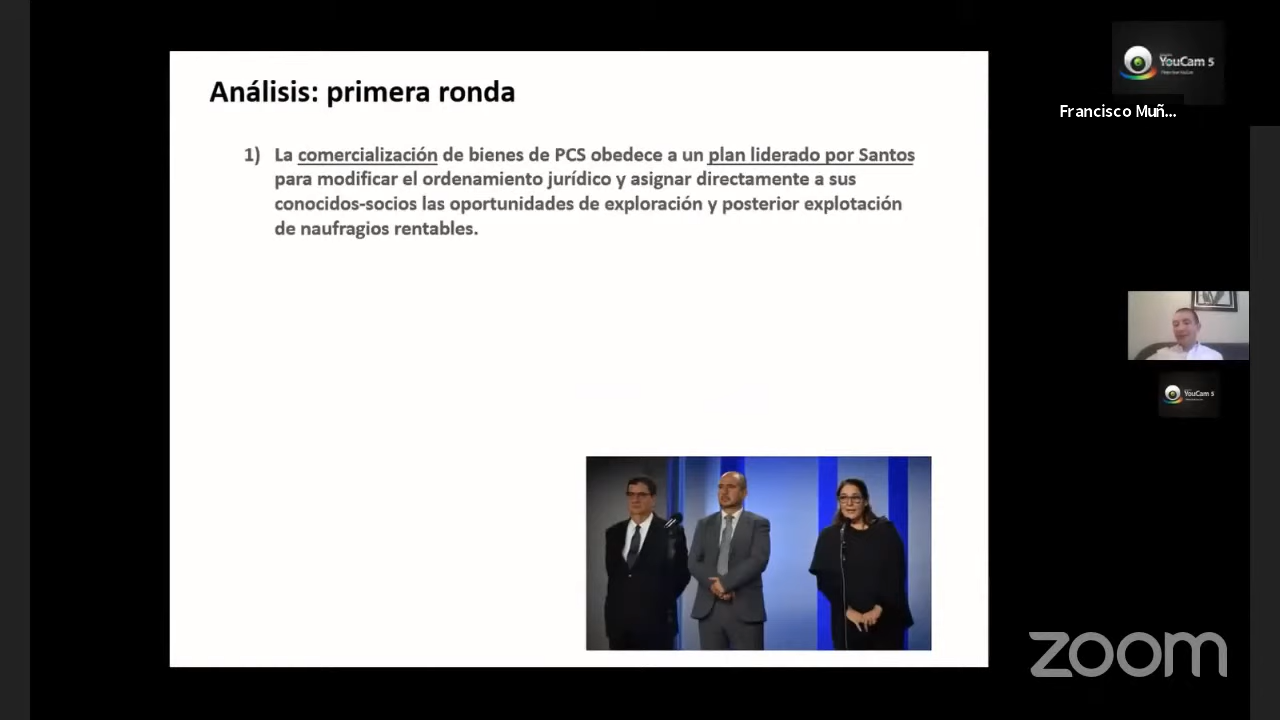 Análisis: primera ronda
1) La comercialización de bienes de PCS obedece a un plan liderado por Santos
para modificar el ordenamiento jurídico y asignar directamente a sus
conocidos-socios las oportunidades de exploración y posterior explotación
de naufragios rentables.
YouCam 5
Francisco Muñ...
YouCam 5
zoom